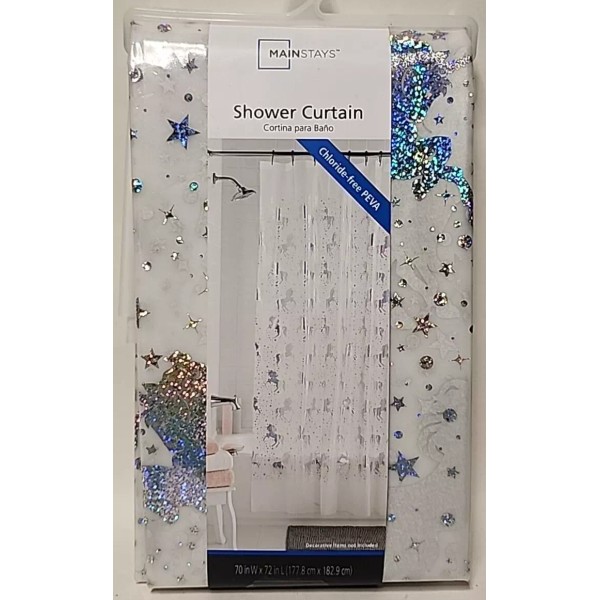 MAINSTAYS™
Shower Curtain
Cortina para Baño
Chloride-free PEVA
Decorative Items not Included
70 in W x 72 in L (177.8 cm x 182.9 cm)